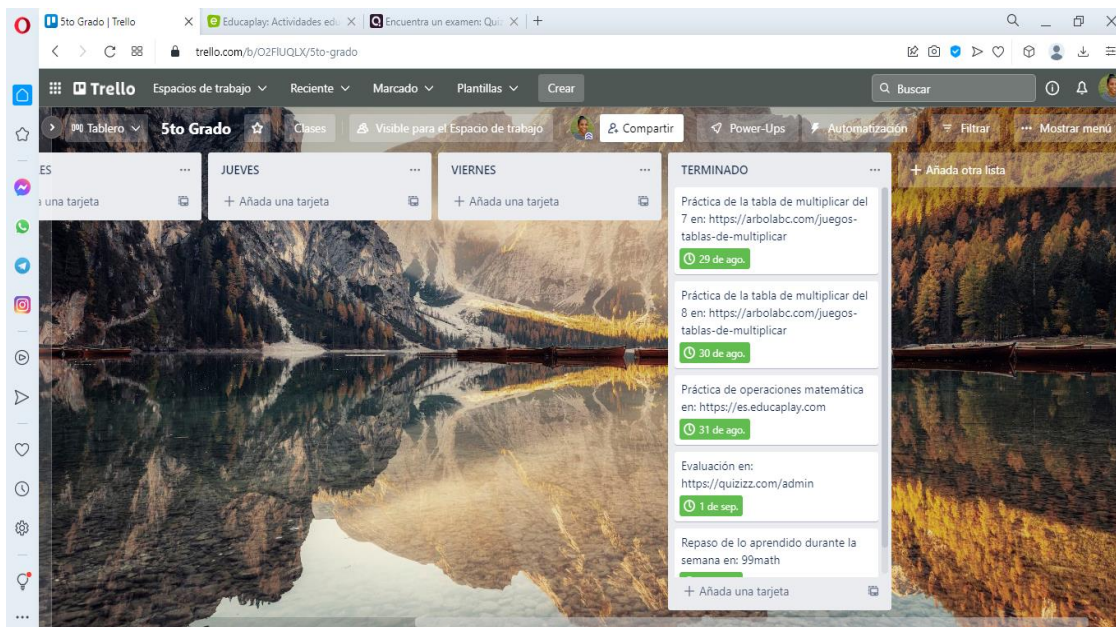 5to Grado | Trello
Educaplay: Actividades edu
Encuentra un examen: Qui
trello.com/b/O2FlUQLX/5to-grado
Trello
Espacios de trabajo
Reciente
Marcado
Plantillas
Crear
Buscar
Tablero
5to Grado
Clases
Visible para el Espacio de trabajo
Compartir
Power-Ups
Automatización
Filtrar
Mostrar menú
ES
una tarjeta
JUEVES
+ Añada una tarjeta
VIERNES
+ Añada una tarjeta
TERMINADO
Práctica de la tabla de multiplicar del
7 en: https://arbolabc.com/juegos-
tablas-de-multiplicar
29 de ago.
Práctica de la tabla de multiplicar del
8 en: https://arbolabc.com/juegos-
tablas-de-multiplicar
30 de ago.
Práctica de operaciones matemática
en: https://es.educaplay.com
31 de ago.
Evaluación en:
https://quizizz.com/admin
1 de sep.
Repaso de lo aprendido durante la
semana en: 99math
+ Añada una tarjeta
+ Añada otra lista